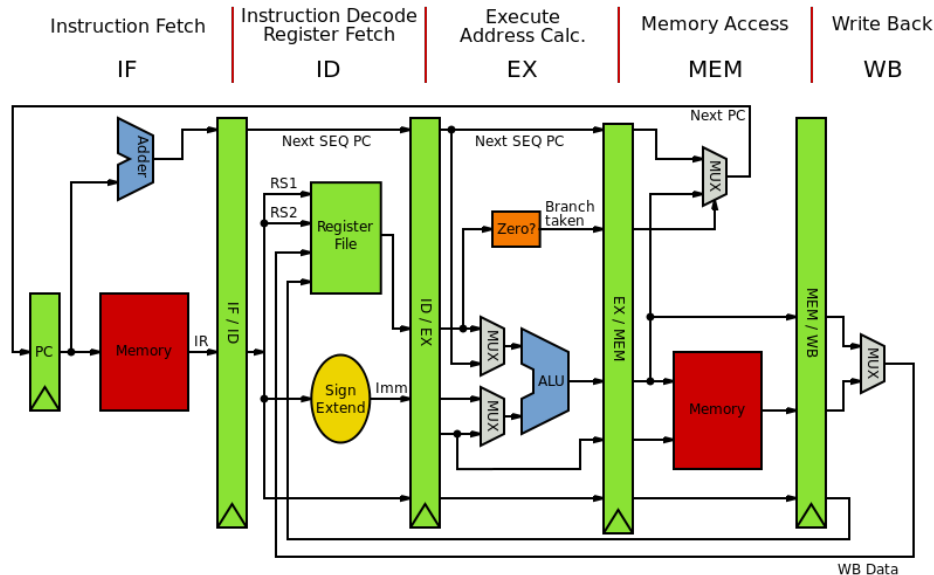 Instruction Fetch
Instruction Decode
Register Fetch
Execute
Address Calc.
Memory Access
Write Back
IF
ID
EX
MEM
WB
Next PC
Adder
Next SEQ PC
Next SEQ PC
MUX
RS1
RS2
Register
File
Branch
taken
Zero?
IF / ID
ID / EX
EX / MEM
MEM / WB
PC
Memory
IR
MUX
ALU
MUX
Sign
Extend
Imm
MUX
Memory
MUX
WB Data